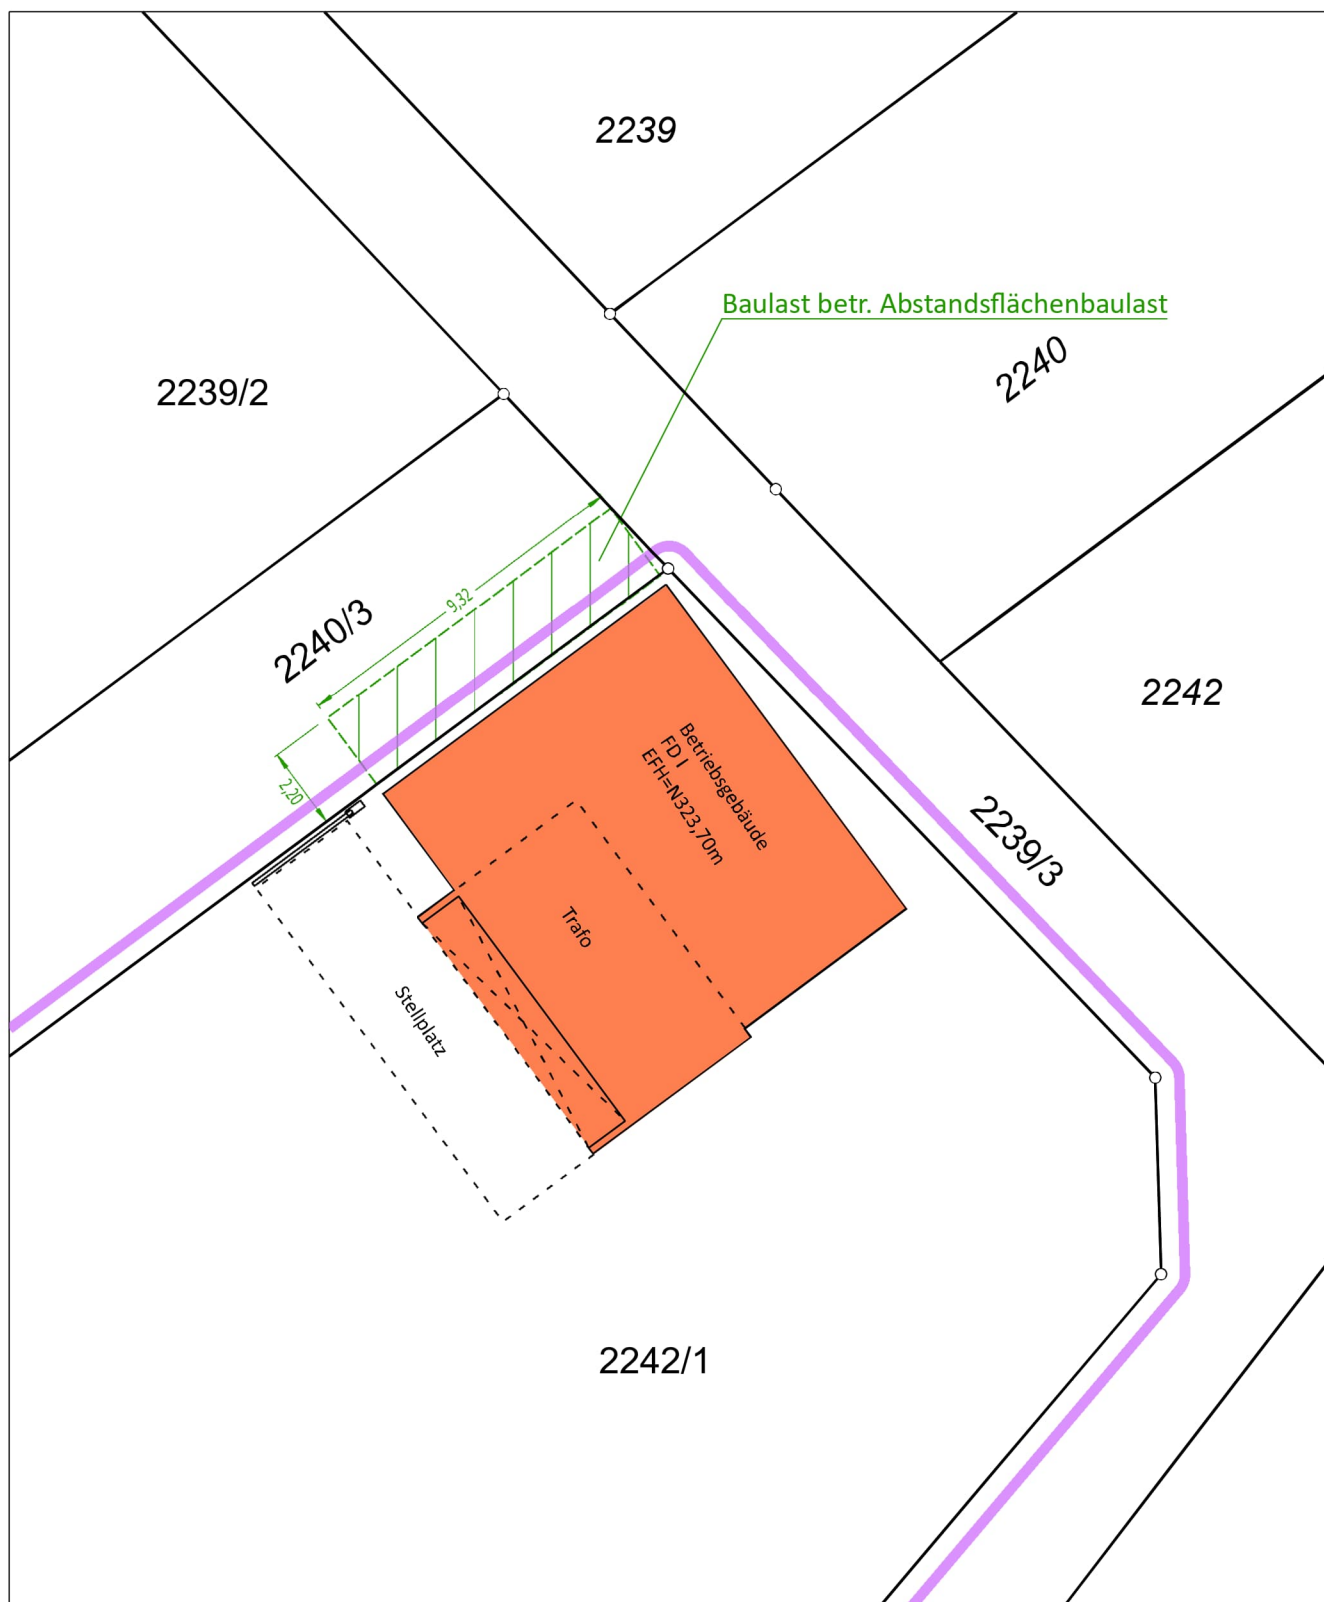 2239
Baulast betr. Abstandsflächenbaulast
2240
2239/2
9,32
2240/3
2242
2,20
Betriebsgebäude
FD I
EFH=N323,70m
2239/3
Trafo
Stellplatz
2242/1